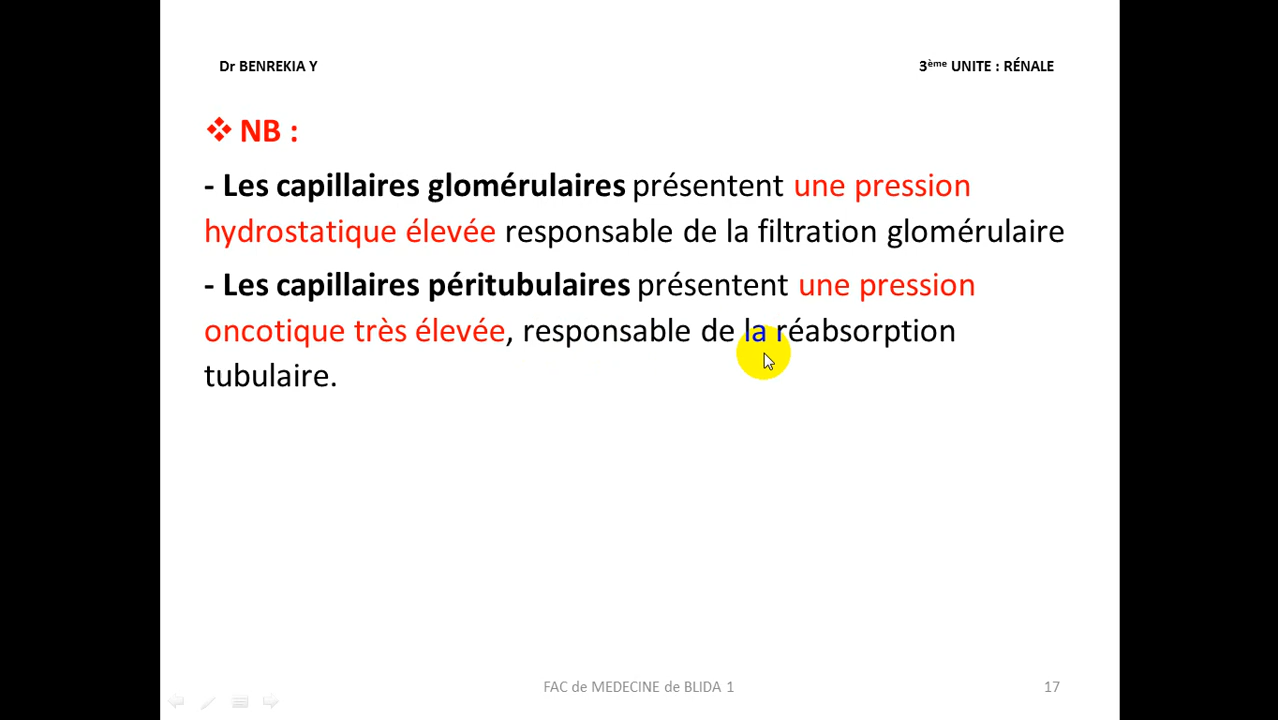 Dr BENREKIA Y
3ème UNITE : RÉNALE
❖ NB :
- Les capillaires glomérulaires présentent une pression
hydrostatique élevée responsable de la filtration glomérulaire
- Les capillaires péritubulaires présentent une pression
oncotique très élevée, responsable de la réabsorption
tubulaire.
FAC de MEDECINE de BLIDA 1
17